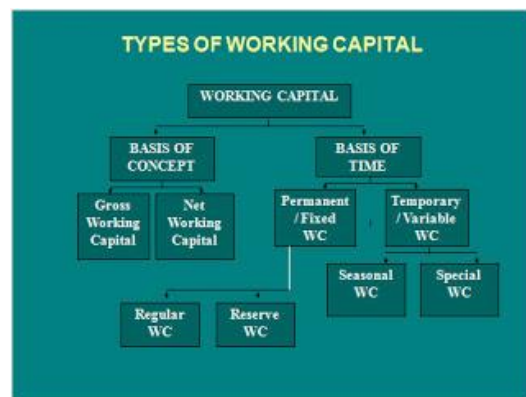 TYPES OF WORKING CAPITAL
WORKING CAPITAL
BASIS OF
CONCEPT
BASIS OF
TIME
Gross
Working
Capital
Net
Working
Capital
Permanent
/ Fixed
WC
Temporary
/ Variable
WC
Seasonal
WC
Special
WC
Regular
WC
Reserve
WC